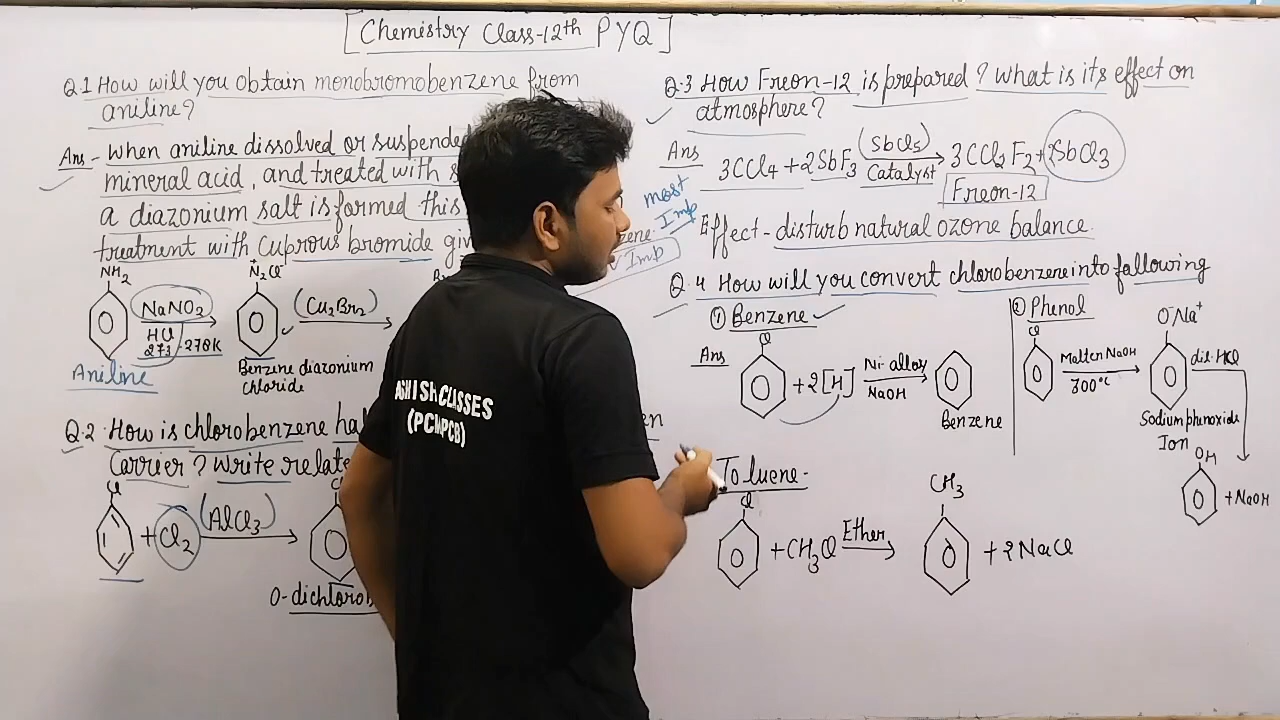 [Chemistry Class-12th PYQ]
Q.1 How will you obtain monobromobenzene from
aniline?
Ans - When aniline dissolved or suspended
mineral acid, and treated with
a diazonium salt is formed this
treatment with cuprous bromide
NH2
NaNO2
HCl
273-278K
Aniline
N2Cl
+ -
Benzene diazonium
chloride
(Cu2Br2)
Q.2 How is chlorobenzene
Carrier? Write
Cl
+ Cl2
(AlCl3)
Q.3 How Freon-12 is prepared? What is its effect on
atmosphere?
Ans
3CCl4 + 2SbF3 (SbCl5) 3CCl2F2 + 2SbCl3
Catalyst
Freon-12
most
Imp
Imp
Effect - disturb natural ozone balance.
Q.4 How will you convert chlorobenzene into following
① Benzene
Ans
Cl
+ 2[H]
Ni-alloy
NaOH
Benzene
② Phenol
Cl
Molten NaOH
300°C
O-Na+
dil. HCl
Sodium phenoxide
Ion
OH
+ NaOH
Toluene-
Cl
+ CH3Cl Ether
CH3
+ 2NaCl
ASHISH CLASSES
(PCM/PCB)